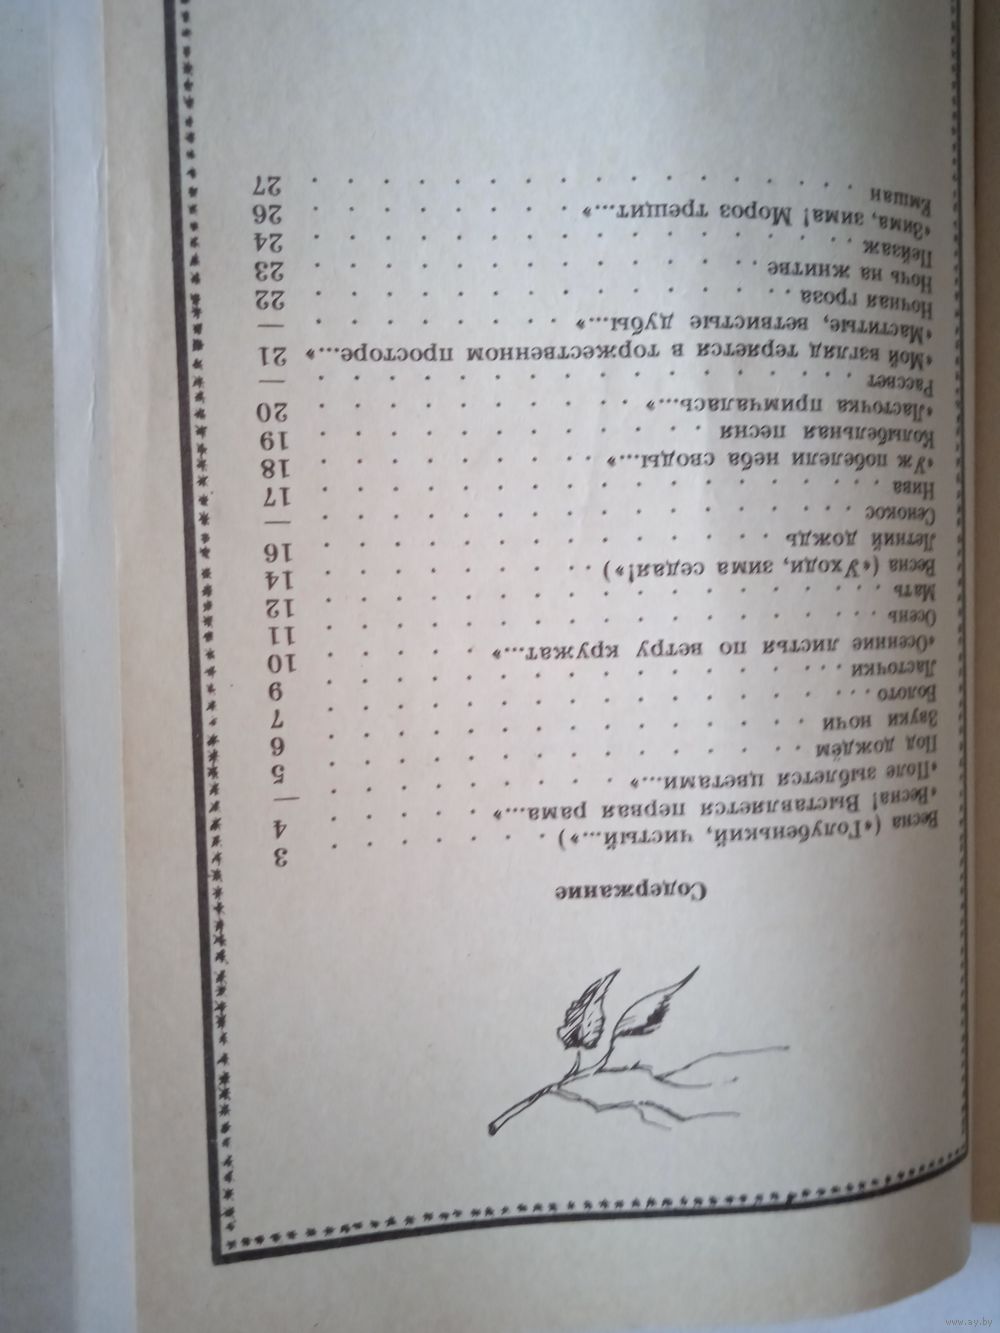 Содержание
Весна («Голубенький, чистый...») . . . . . . . 3
«Весна! Выставляется первая рама...» . . . . . 4
«Поле зыблется цветами...» . . . . . . . . . —
Под дождём . . . . . . . . . . . . . . 5
Звуки ночи . . . . . . . . . . . . . . 6
Болото . . . . . . . . . . . . . . . . 7
Ласточки . . . . . . . . . . . . . . . 9
«Осенние листья по ветру кружат...» . . . . . 10
Осень . . . . . . . . . . . . . . . . 11
Мать . . . . . . . . . . . . . . . . 12
Весна («Уходи, зима седая!») . . . . . . . . 14
Летний дождь . . . . . . . . . . . . . 16
Сенокос . . . . . . . . . . . . . . . —
Нива . . . . . . . . . . . . . . . . 17
«Уж побелели неба своды...» . . . . . . . . 18
Колыбельная песня . . . . . . . . . . . 19
«Ласточка примчалась...» . . . . . . . . . 20
Рассвет . . . . . . . . . . . . . . . —
«Мой взгляд теряется в торжественном просторе...» 21
«Маститые, ветвистые дубы...» . . . . . . . —
Ночная гроза . . . . . . . . . . . . . 22
Ночь на жнитве . . . . . . . . . . . . 23
Пейзаж . . . . . . . . . . . . . . . 24
«Зима, зима! Мороз трещит...» . . . . . . . 26
Емшан . . . . . . . . . . . . . . . . 27
www.ay.by